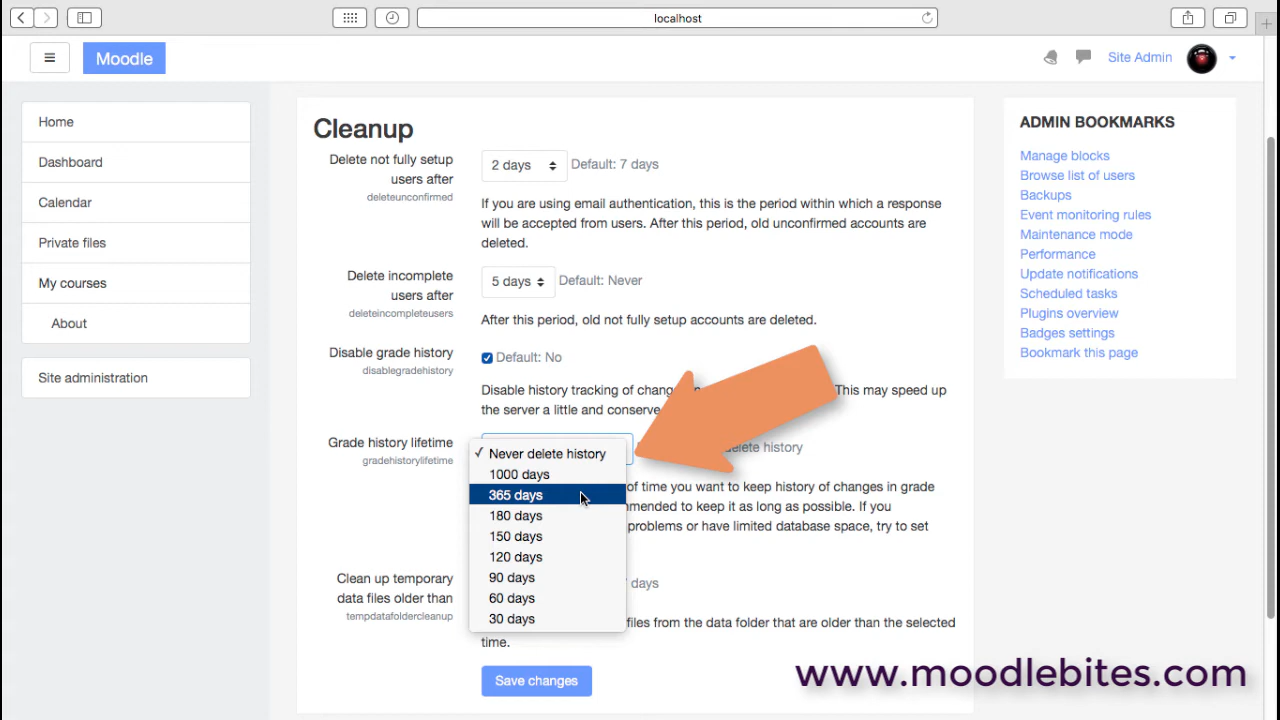 localhost
Moodle
Site Admin
Home
Dashboard
Calendar
Private files
My courses
About
Site administration
Cleanup
Delete not fully setup
users after
deleteunconfirmed
2 days
Default: 7 days
If you are using email authentication, this is the period within which a response
will be accepted from users. After this period, old unconfirmed accounts are
deleted.
Delete incomplete
users after
deleteincompleteusers
5 days
Default: Never
After this period, old not fully setup accounts are deleted.
Disable grade history
disablegradehistory
Default: No
Disable history tracking of This may speed up
the server a little and conserve
Grade history lifetime
gradehistorylifetime
Never delete history
1000 days
365 days
180 days
150 days
120 days
90 days
60 days
30 days
delete history
of time you want to keep history of changes in grade
it as long as possible. If you
problems or have limited database space, try to set
Clean up temporary
data files older than
tempdatafoldercleanup
days
files from the data folder that are older than the selected
time.
Save changes
ADMIN BOOKMARKS
Manage blocks
Browse list of users
Backups
Event monitoring rules
Maintenance mode
Performance
Update notifications
Scheduled tasks
Plugins overview
Badges settings
Bookmark this page
www.moodlebites.com